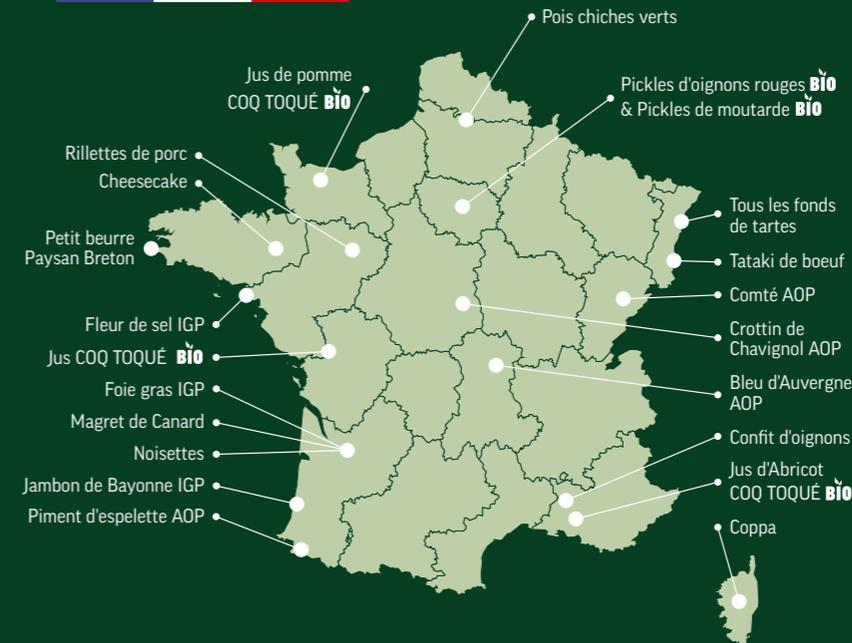 Pois chiches verts
Jus de pomme
COQ TOQUÉ BIO
Pickles d'oignons rouges BIO
& Pickles de moutarde BIO
Rillettes de porc
Cheesecake
Petit beurre
Paysan Breton
Fleur de sel IGP
Jus COQ TOQUÉ BIO
Foie gras IGP
Magret de Canard
Noisettes
Jambon de Bayonne IGP
Piment d'espelette AOP
Tous les fonds
de tartes
Tataki de boeuf
Comté AOP
Crottin de
Chavignol AOP
Bleu d'Auvergne
AOP
Confit d'oignons
Jus d'Abricot
COQ TOQUÉ BIO
Coppa